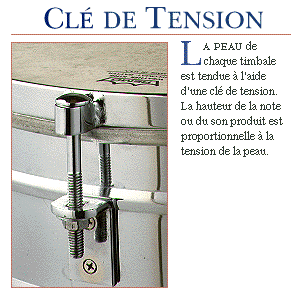 CLÉ DE TENSION
LA PEAU de
chaque timbale
est tendue à l'aide
d'une clé de tension.
La hauteur de la note
ou du son produit est
proportionnelle à la
tension de la peau.